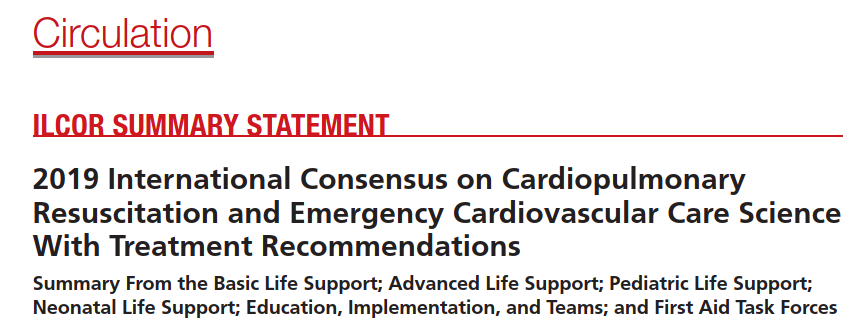 Circulation
ILCOR SUMMARY STATEMENT
2019 International Consensus on Cardiopulmonary
Resuscitation and Emergency Cardiovascular Care Science
With Treatment Recommendations
Summary From the Basic Life Support; Advanced Life Support; Pediatric Life Support;
Neonatal Life Support; Education, Implementation, and Teams; and First Aid Task Forces